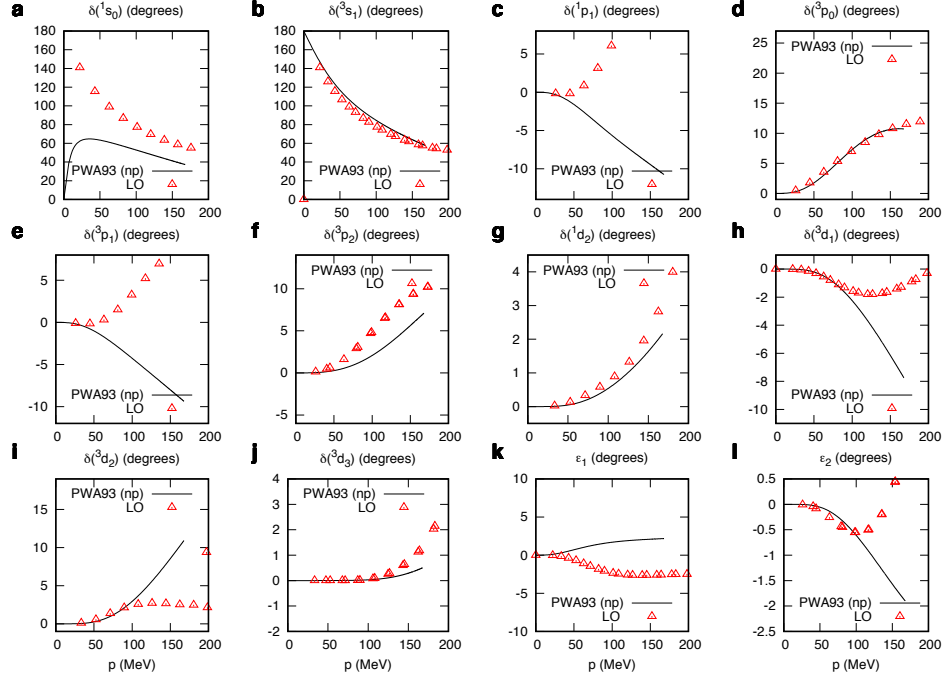 a
δ(¹s₀) (degrees)
180
160
140
120
100
80
60
40
20
0
PWA93 (np)
LO
0 50 100 150 200
b
δ(³s₁) (degrees)
180
160
140
120
100
80
60
40
20
0
PWA93 (np)
LO
0 50 100 150 200
c
δ(¹p₁) (degrees)
5
0
-5
-10
PWA93 (np)
LO
0 50 100 150 200
d
δ(³p₀) (degrees)
25
20
15
10
5
0
PWA93 (np)
LO
0 50 100 150 200
e
δ(³p₁) (degrees)
5
0
-5
-10
PWA93 (np)
LO
0 50 100 150 200
f
δ(³p₂) (degrees)
10
5
0
-5
PWA93 (np)
LO
0 50 100 150 200
g
δ(¹d₂) (degrees)
4
3
2
1
0
PWA93 (np)
LO
0 50 100 150 200
h
δ(³d₁) (degrees)
0
-2
-4
-6
-8
-10
PWA93 (np)
LO
0 50 100 150 200
i
δ(³d₂) (degrees)
15
10
5
0
PWA93 (np)
LO
0 50 100 150 200
p (MeV)
j
δ(³d₃) (degrees)
4
3
2
1
0
-1
-2
PWA93 (np)
LO
0 50 100 150 200
p (MeV)
k
ε₁ (degrees)
10
5
0
-5
-10
PWA93 (np)
LO
0 50 100 150 200
p (MeV)
l
ε₂ (degrees)
0.5
0
-0.5
-1
-1.5
-2
-2.5
PWA93 (np)
LO
0 50 100 150 200
p (MeV)